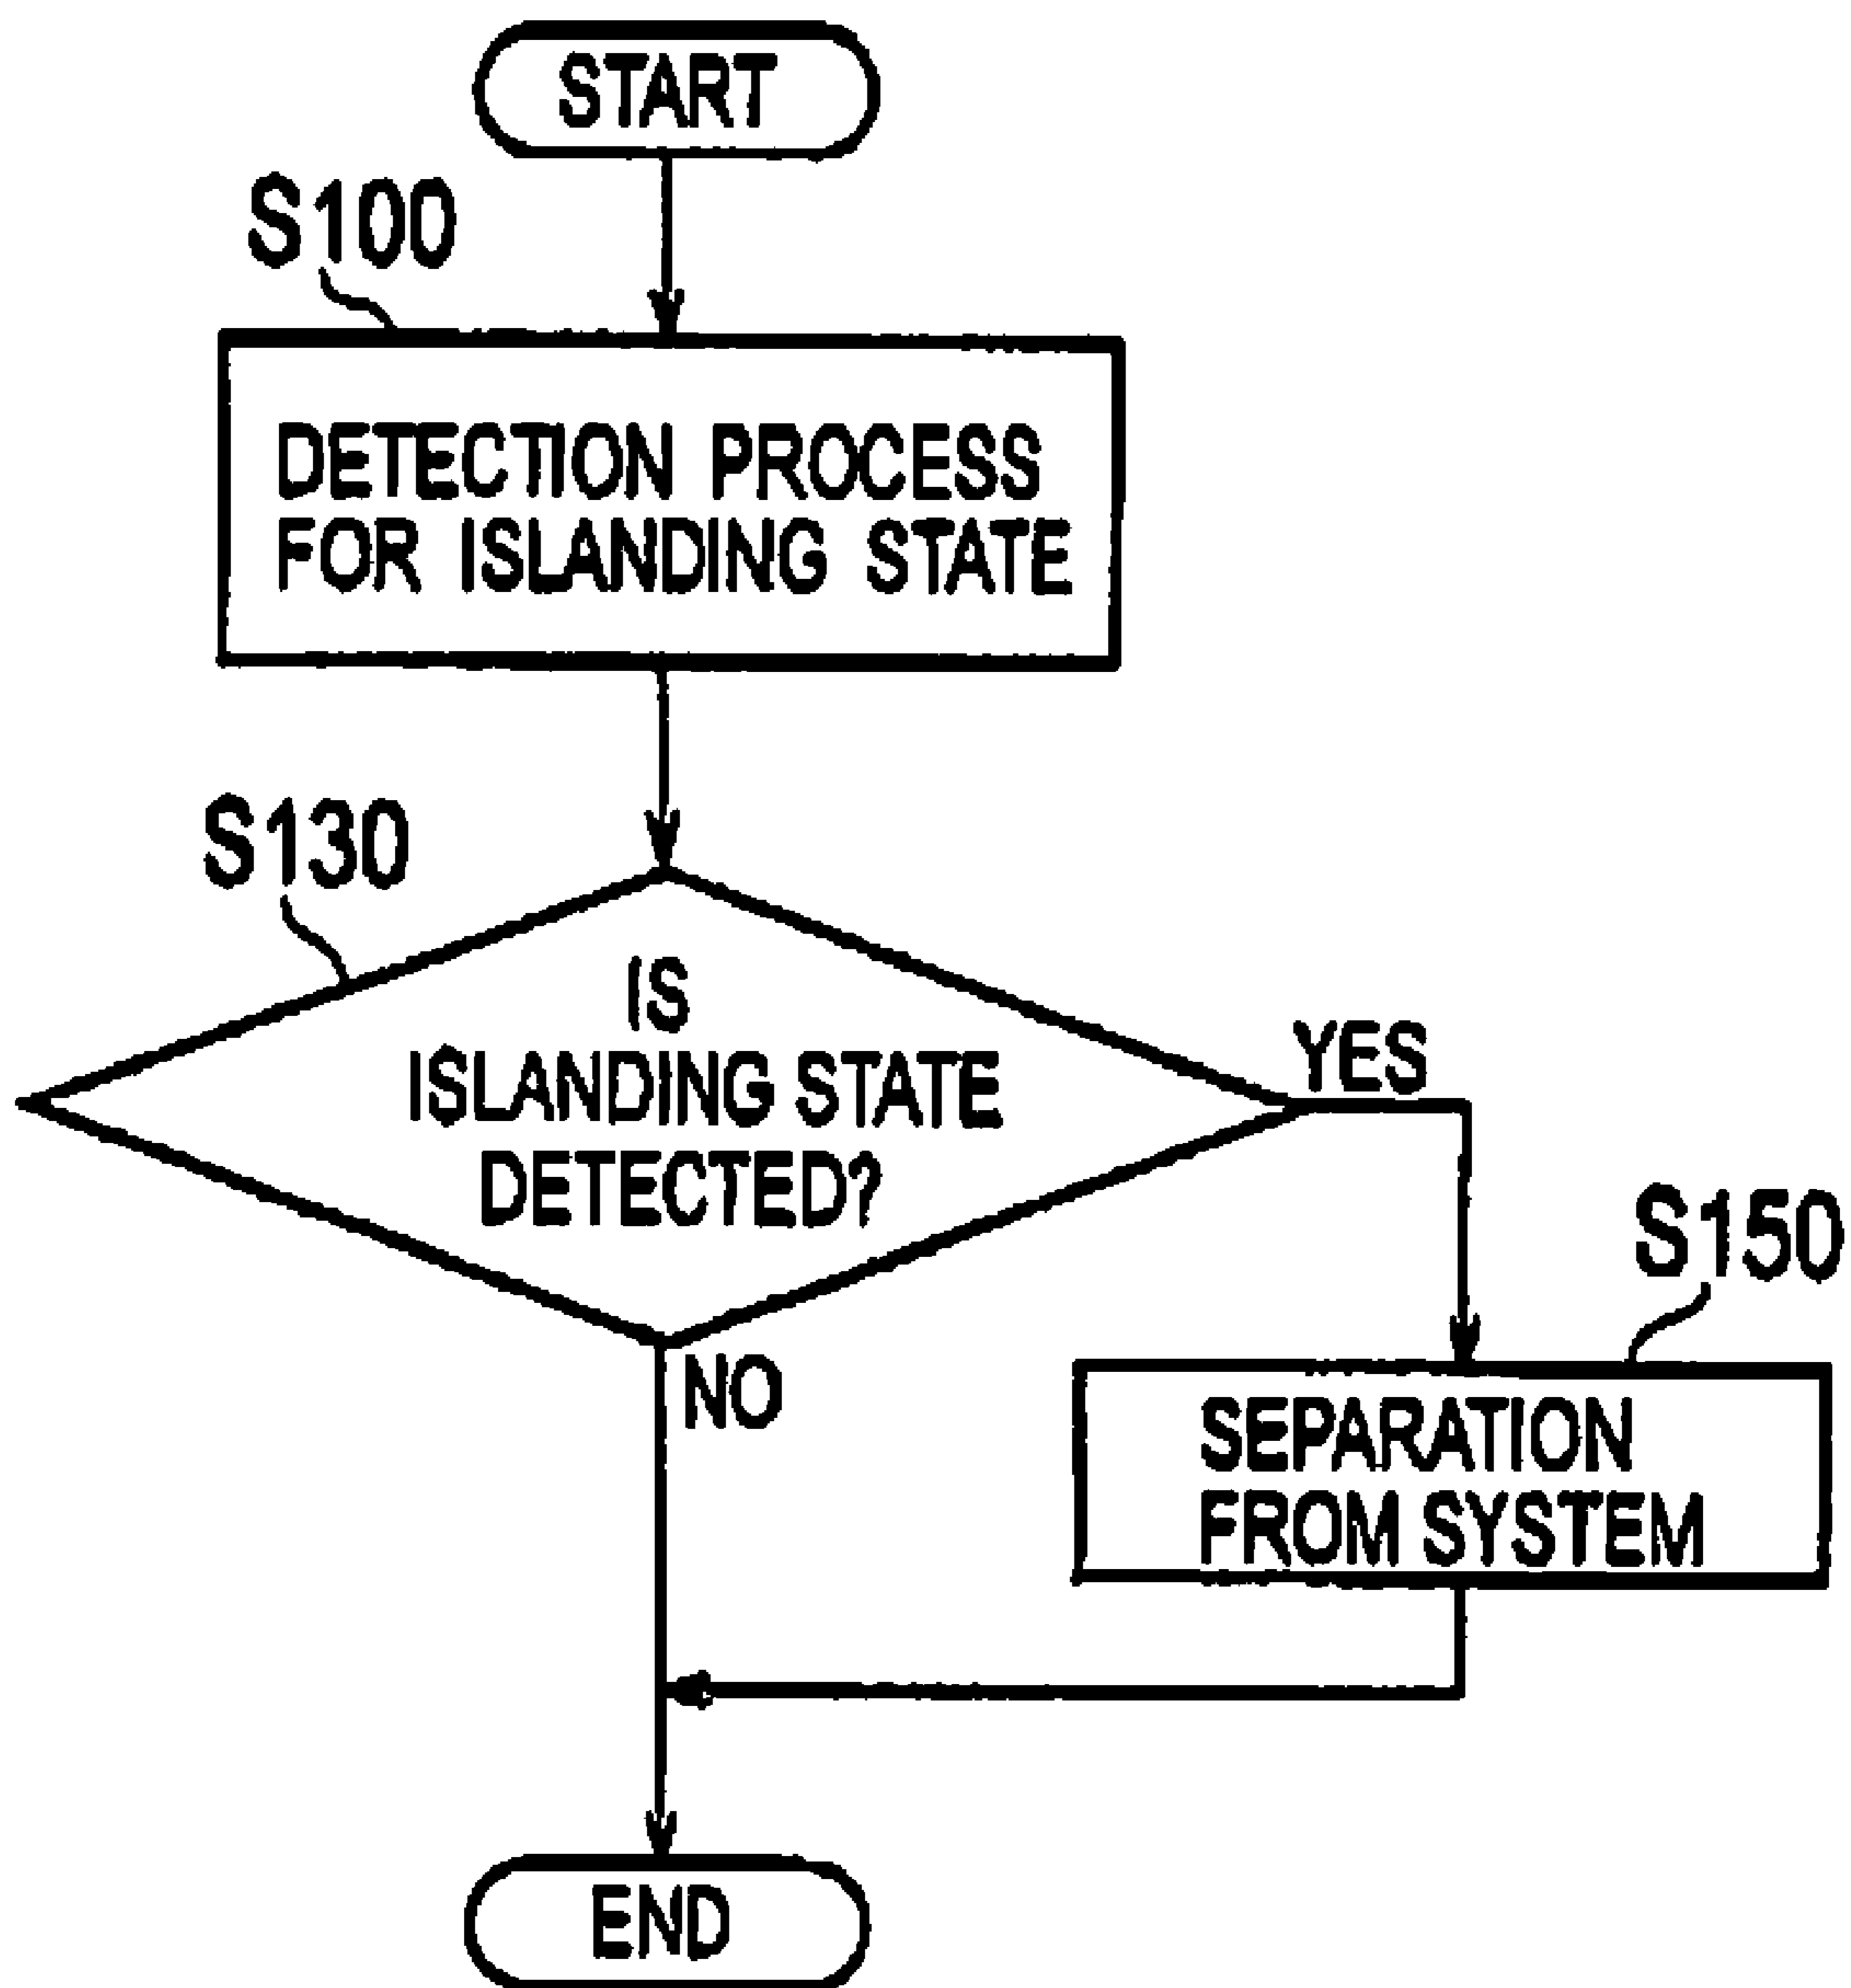 START
S100
DETECTION PROCESS
FOR ISLANDING STATE
S130
IS
ISLANDING STATE
DETECTED?
YES
S150
NO
SEPARATION
FROM SYSTEM
END